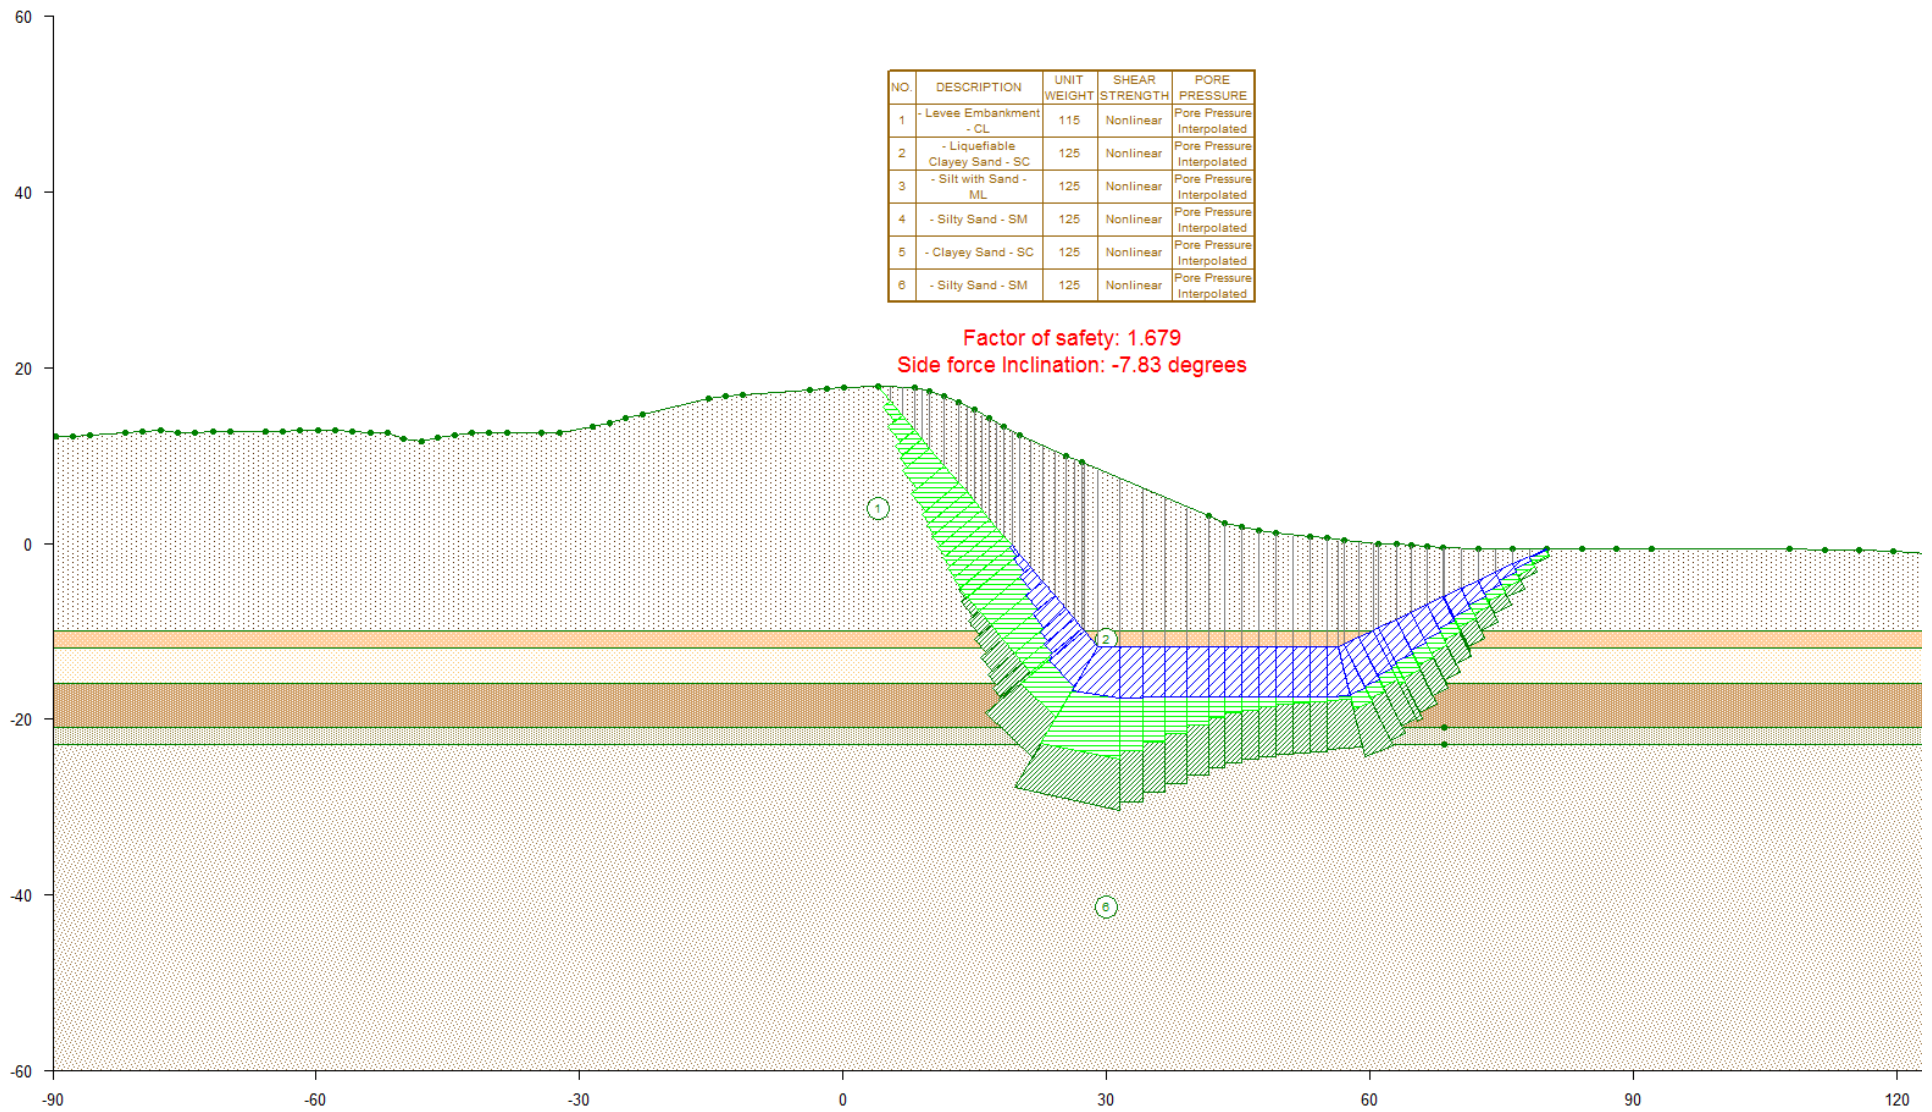 60
40
20
0
-20
-40
-60
NO. DESCRIPTION UNIT WEIGHT SHEAR STRENGTH PORE PRESSURE
1 - Levee Embankment - CL 115 Nonlinear Pore Pressure Interpolated
2 - Liquefiable Clayey Sand - SC 125 Nonlinear Pore Pressure Interpolated
3 - Silt with Sand - ML 125 Nonlinear Pore Pressure Interpolated
4 - Silty Sand - SM 125 Nonlinear Pore Pressure Interpolated
5 - Clayey Sand - SC 125 Nonlinear Pore Pressure Interpolated
6 - Silty Sand - SM 125 Nonlinear Pore Pressure Interpolated
Factor of safety: 1.679
Side force Inclination: -7.83 degrees
1
2
6
-90 -60 -30 0 30 60 90 120